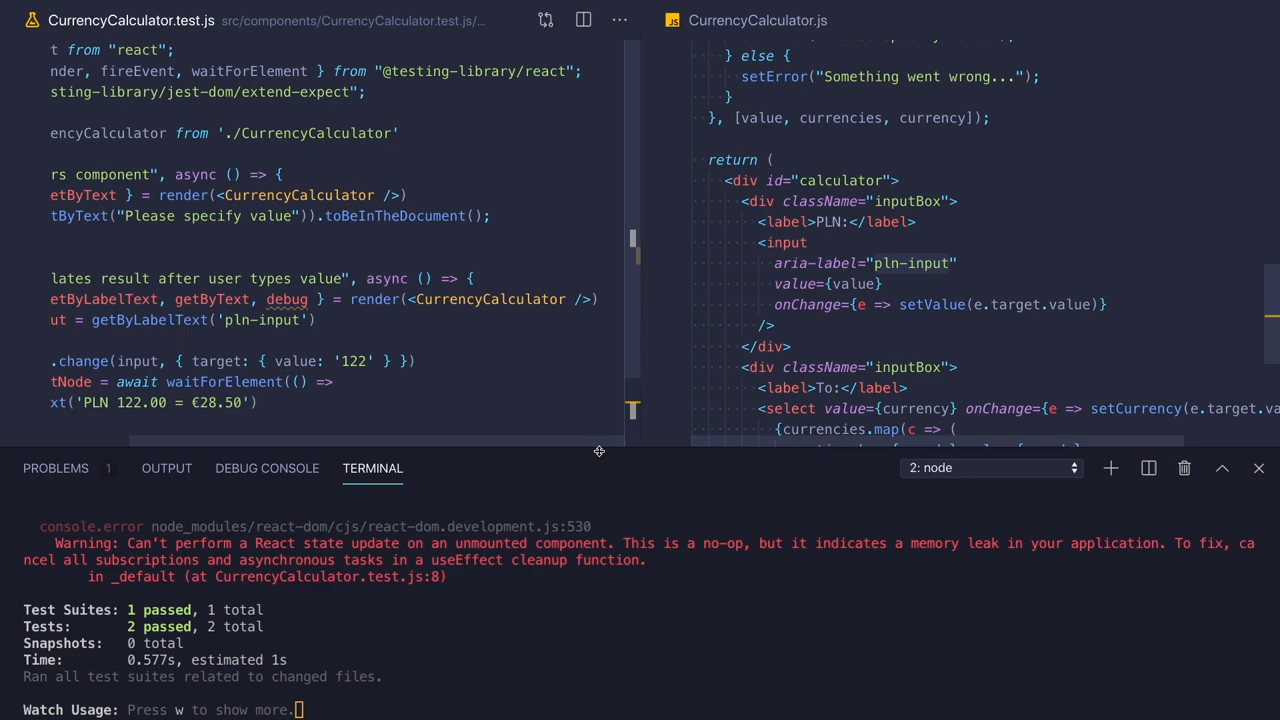 CurrencyCalculator.test.js src/components/CurrencyCalculator.test.js/...
t from "react";
nder, fireEvent, waitForElement } from "@testing-library/react";
sting-library/jest-dom/extend-expect";
encyCalculator from './CurrencyCalculator'
rs component", async () => {
etByText } = render(<CurrencyCalculator />)
tByText("Please specify value")).toBeInTheDocument();
lates result after user types value", async () => {
etByLabelText, getByText, debug } = render(<CurrencyCalculator />)
ut = getByLabelText('pln-input')
.change(input, { target: { value: '122' } })
tNode = await waitForElement(() =>
xt('PLN 122.00 = €28.50')
JS CurrencyCalculator.js
} else {
setError("Something went wrong...");
}
}, [value, currencies, currency]);
return (
<div id="calculator">
<div className="inputBox">
<label>PLN:</label>
<input
aria-label="pln-input"
value={value}
onChange={e => setValue(e.target.value)}
/>
</div>
<div className="inputBox">
<label>To:</label>
<select value={currency} onChange={e => setCurrency(e.target.va
{currencies.map(c => (
PROBLEMS 1 OUTPUT DEBUG CONSOLE TERMINAL 2: node
console.error node_modules/react-dom/cjs/react-dom.development.js:530
Warning: Can't perform a React state update on an unmounted component. This is a no-op, but it indicates a memory leak in your application. To fix, ca
ncel all subscriptions and asynchronous tasks in a useEffect cleanup function.
in _default (at CurrencyCalculator.test.js:8)
Test Suites: 1 passed, 1 total
Tests: 2 passed, 2 total
Snapshots: 0 total
Time: 0.577s, estimated 1s
Ran all test suites related to changed files.
Watch Usage: Press w to show more.